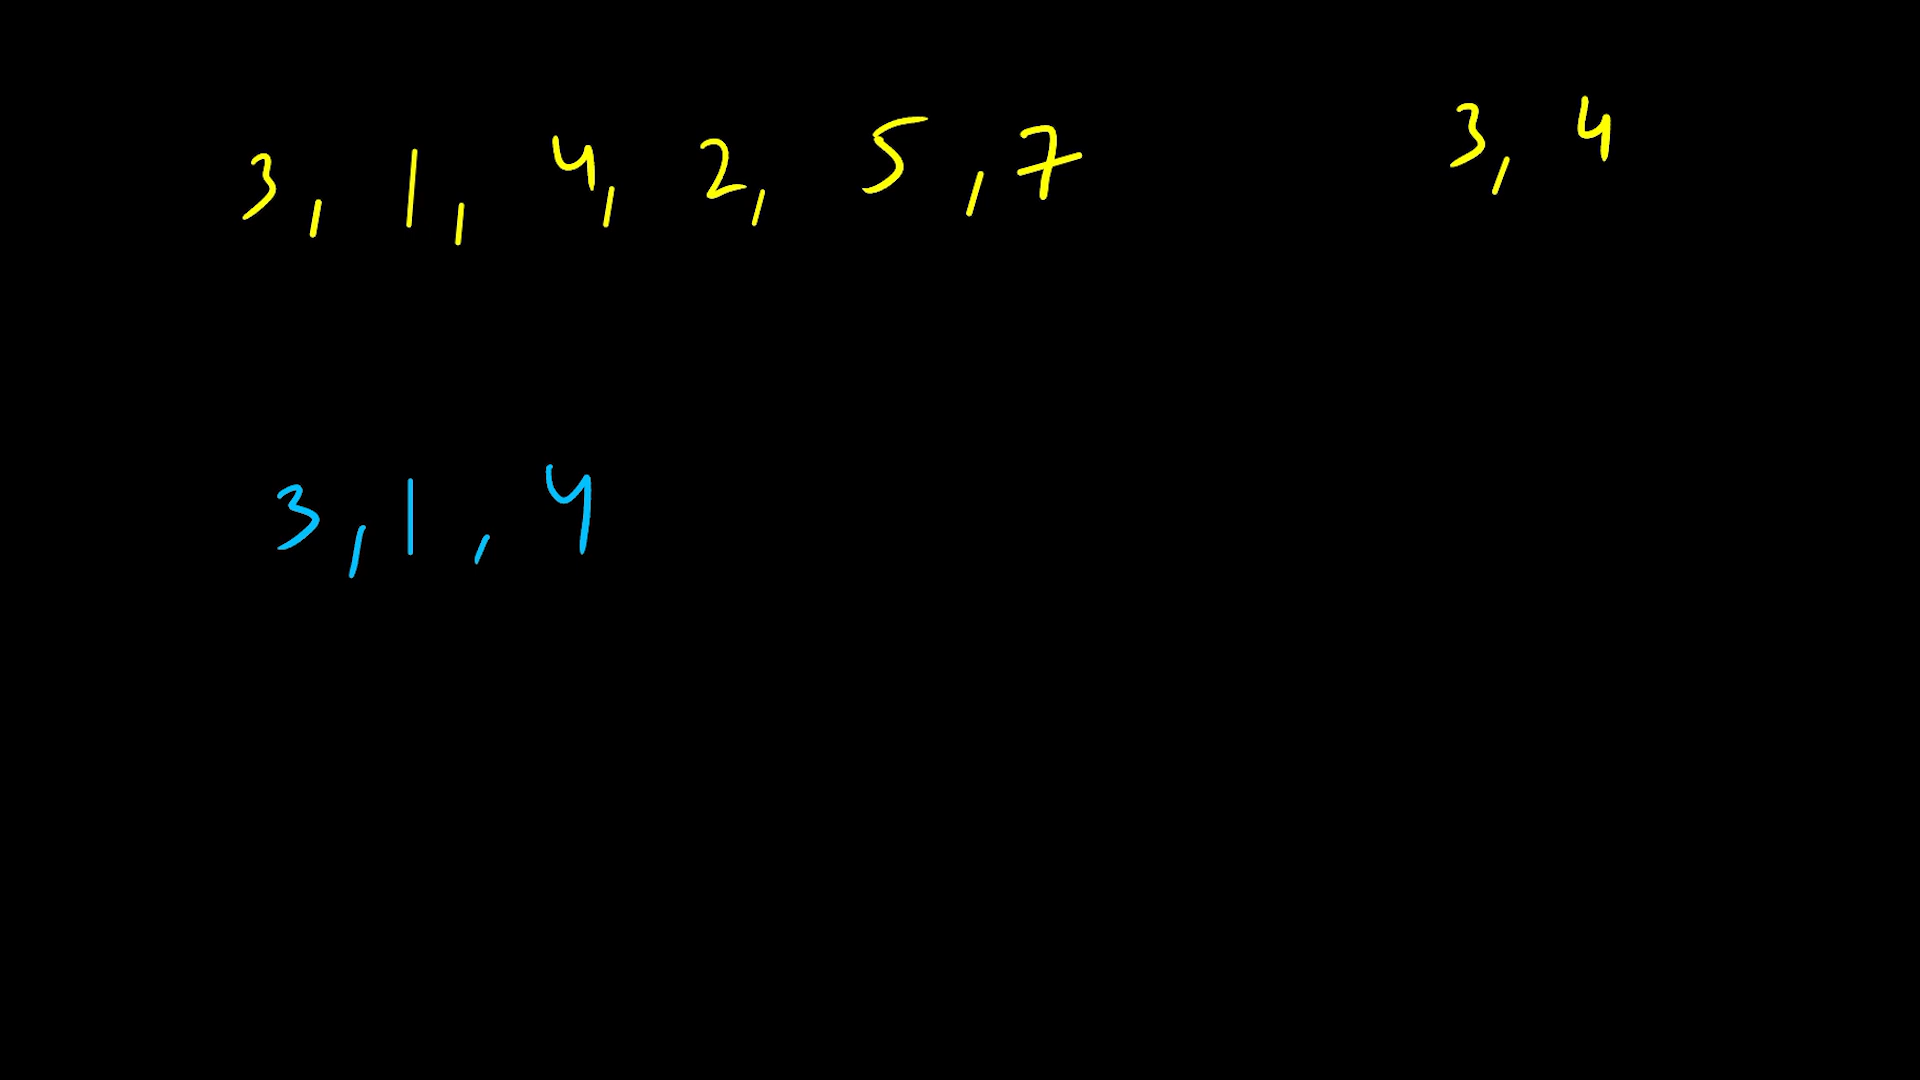 3, 1, 4, 2, 5, 7 3, 4
3, 1, 4